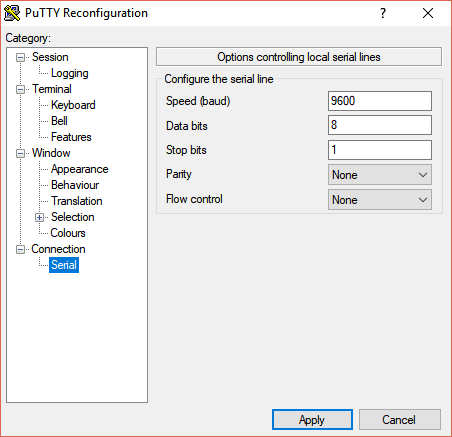 PuTTY Reconfiguration
Category:
Session
Logging
Terminal
Keyboard
Bell
Features
Window
Appearance
Behaviour
Translation
Selection
Colours
Connection
Serial
Options controlling local serial lines
Configure the serial line
Speed (baud) 9600
Data bits 8
Stop bits 1
Parity None
Flow control None
Apply Cancel